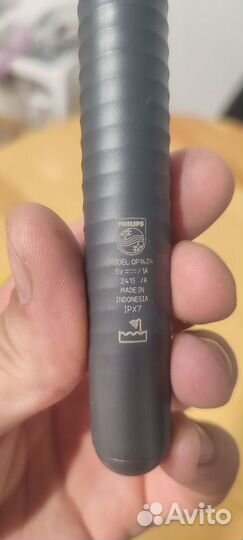 PHILIPS
MODEL:QP1424
5V⎓/1A
2415 /A
MADE IN
INDONESIA
IPX7
Avito